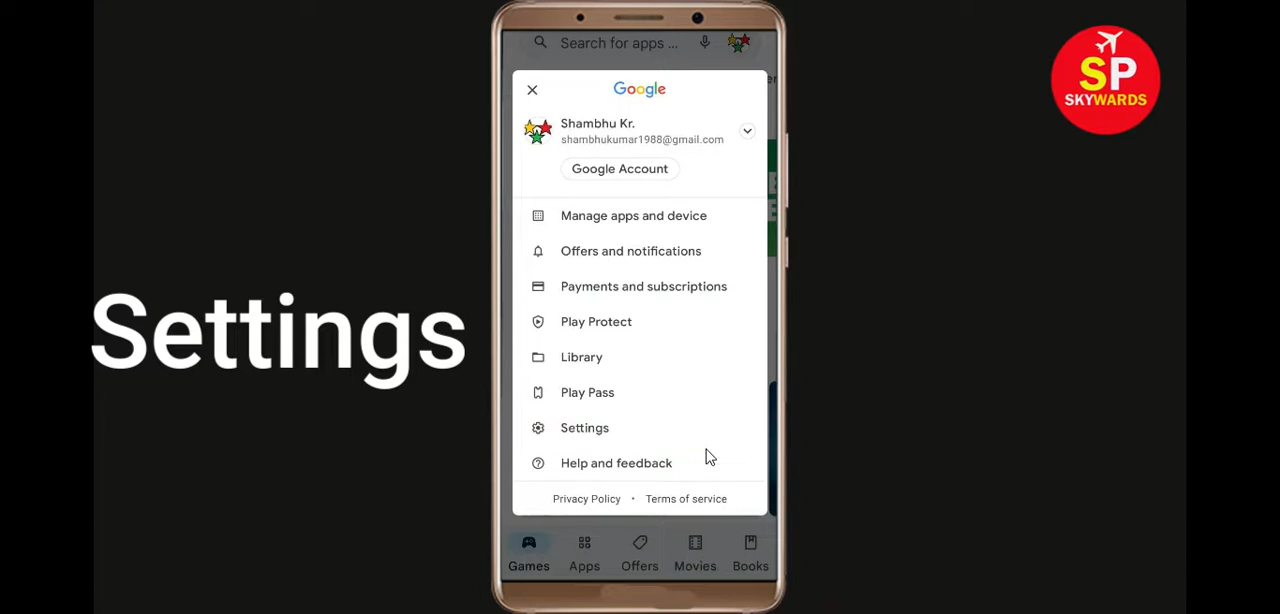 Search for apps ...
SP
SKYWARDS
Google
Shambhu Kr.
shambhukumar1988@gmail.com
Google Account
Manage apps and device
Offers and notifications
Payments and subscriptions
Play Protect
Library
Play Pass
Settings
Help and feedback
Privacy Policy • Terms of service
Settings
Games Apps Offers Movies Books